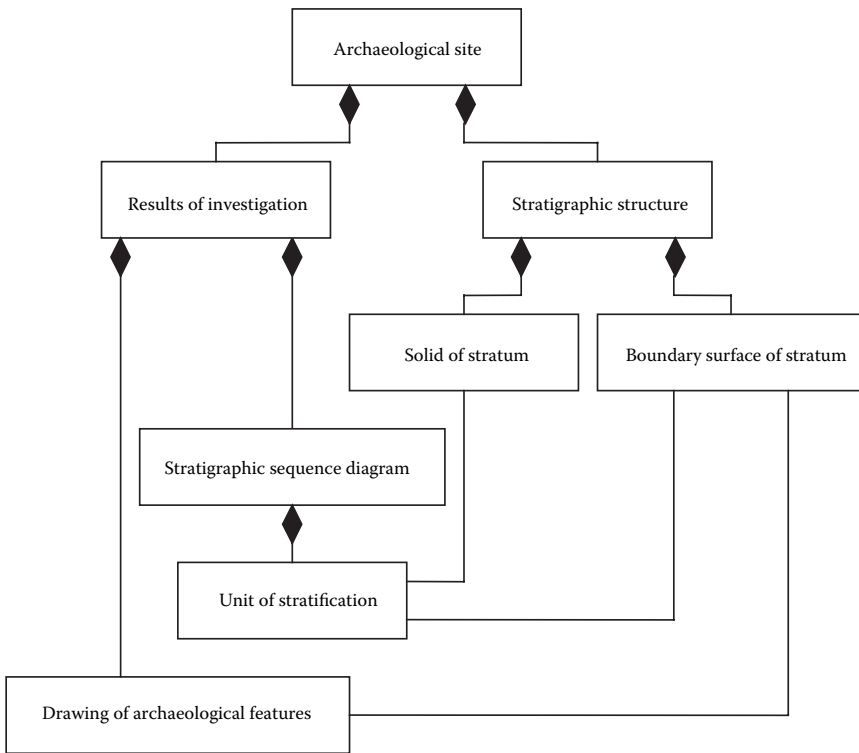 Archaeological site
Results of investigation
Stratigraphic structure
Solid of stratum
Boundary surface of stratum
Stratigraphic sequence diagram
Unit of stratification
Drawing of archaeological features